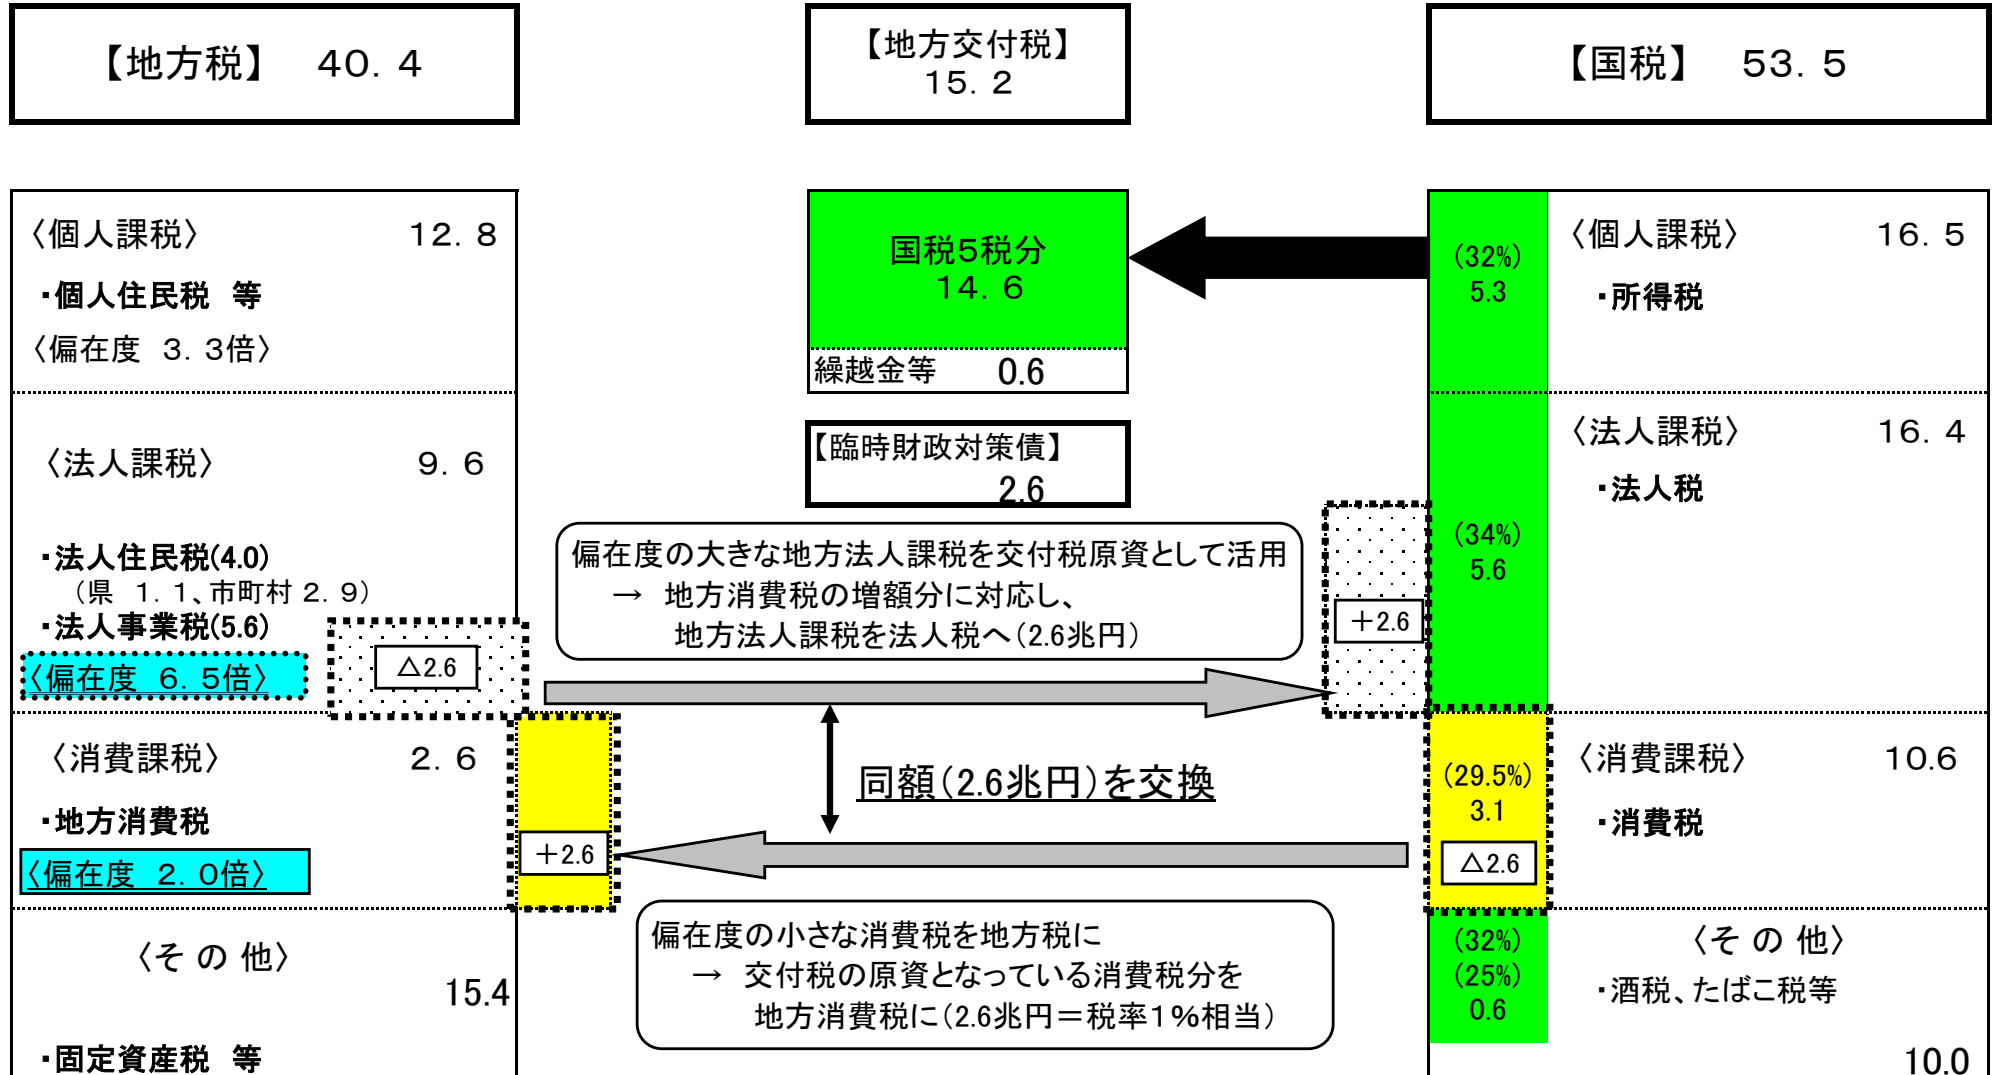 【地方税】　４０．４
【地方交付税】
１５．２
【国税】　５３．５
〈個人課税〉　１２．８
・個人住民税　等
〈偏在度　３．３倍〉
〈法人課税〉　９．６
・法人住民税(4.0)
（県　１．１、市町村 ２．９）
・法人事業税(5.6)
〈偏在度　６．５倍〉
△2.6
〈消費課税〉　２．６
・地方消費税
〈偏在度　２．０倍〉
＋2.6
〈そ の 他〉
15.4
・固定資産税　等
国税５税分
１４．６
繰越金等　0.6
【臨時財政対策債】
2.6
偏在度の大きな地方法人課税を交付税原資として活用
→　地方消費税の増額分に対応し、
地方法人課税を法人税へ（2.6兆円）
同額（2.6兆円）を交換
偏在度の小さな消費税を地方税に
→　交付税の原資となっている消費税分を
地方消費税に（2.6兆円＝税率１％相当）
＋2.6
(32%)
5.3
(34%)
5.6
(29.5%)
3.1
△2.6
(32%)
(25%)
0.6
〈個人課税〉　１６．５
・所得税
〈法人課税〉　１６．４
・法人税
〈消費課税〉　１０．６
・消費税
〈そ の 他〉
・酒税、たばこ税等
10.0